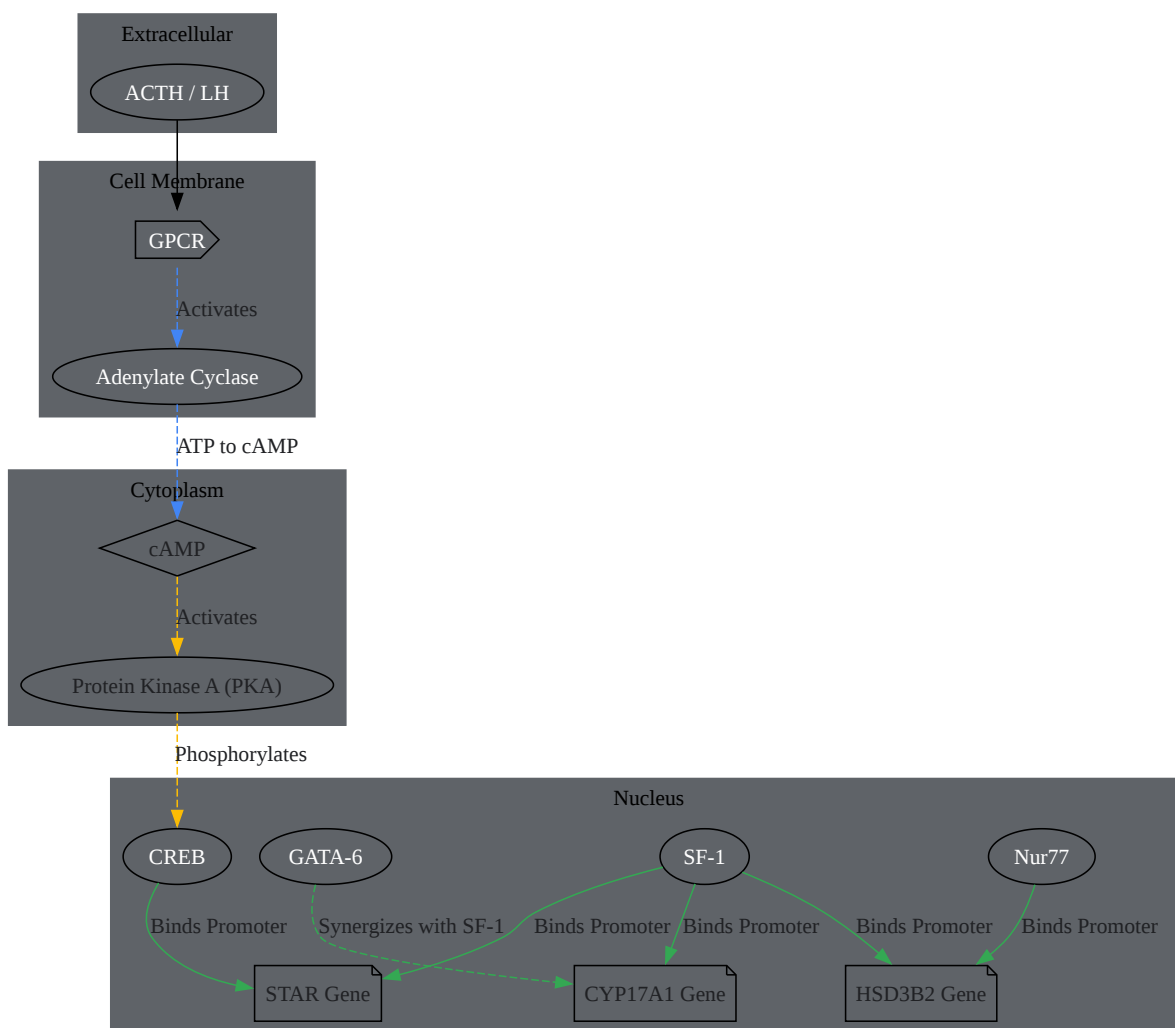 Extracellular
ACTH / LH
Cell Membrane
GPCR
Activates
Adenylate Cyclase
ATP to cAMP
Cytoplasm
cAMP
Activates
Protein Kinase A (PKA)
Phosphorylates
Nucleus
CREB
GATA-6
SF-1
Nur77
Binds Promoter
Synergizes with SF-1
Binds Promoter
Binds Promoter
Binds Promoter
Binds Promoter
STAR Gene
CYP17A1 Gene
HSD3B2 Gene